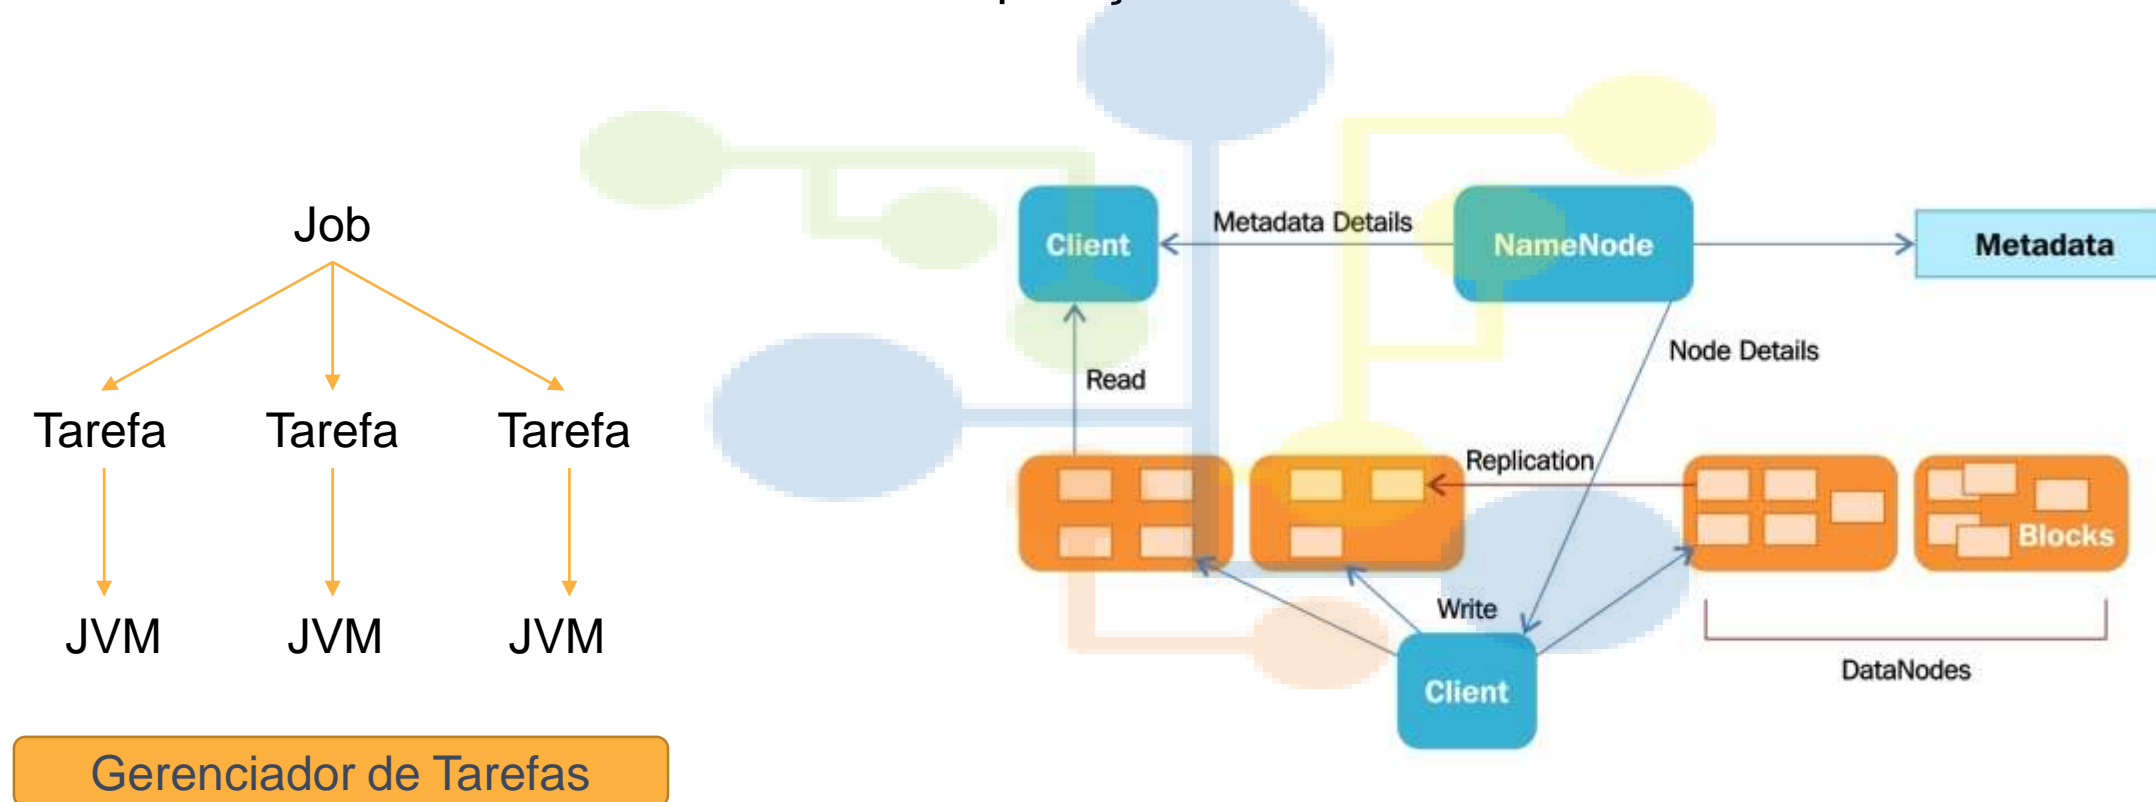 Job
Tarefa Tarefa Tarefa
JVM JVM JVM
Gerenciador de Tarefas
Client
Metadata Details
NameNode
Metadata
Read
Node Details
Replication
Blocks
Write
Client
DataNodes